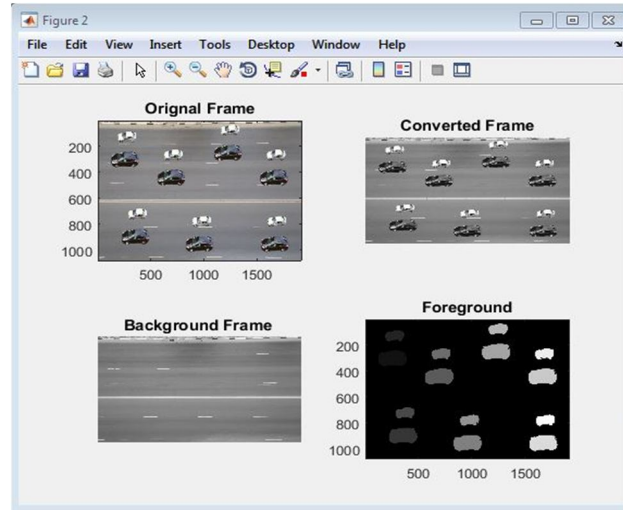 Figure 2
File Edit View Insert Tools Desktop Window Help
Orignal Frame
200
400
600
800
1000
500 1000 1500
Converted Frame
Background Frame
Foreground
200
400
600
800
1000
500 1000 1500